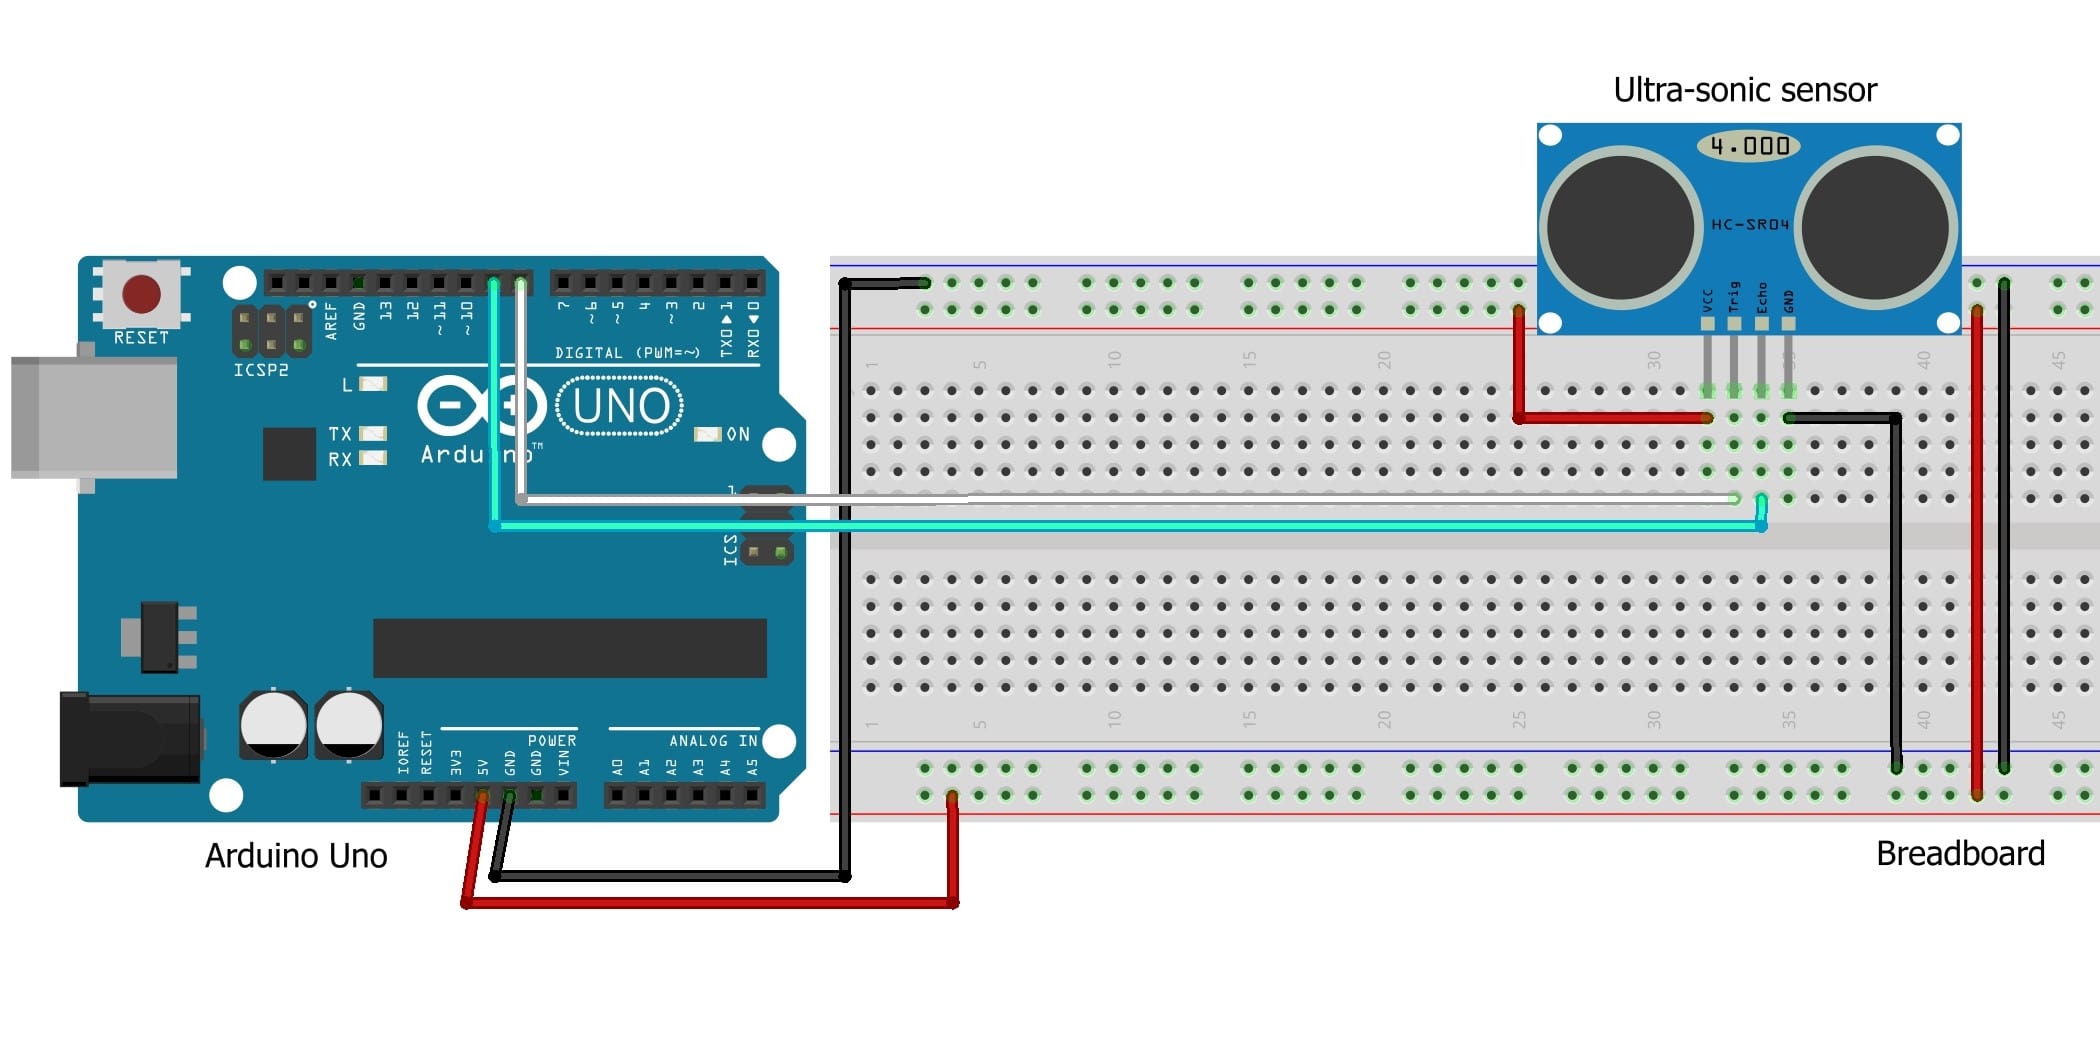 Ultra-sonic sensor
4.000
HC-SR04
VCC
Trig
Echo
GND
RESET
ICSP2
AREF
GND
13
12
~11
~10
7
~6
~5
4
~3
2
TX0▶1
RX0◀0
DIGITAL (PWM=~)
L
TX
RX
UNO
ON
Arduino™
1
ICS
1 5 10 15 20 30 35 40 45
1 5 10 15 20 25 30 35 40 45
POWER
ANALOG IN
IOREF
RESET
3V3
5V
GND
GND
VIN
A0
A1
A2
A3
A4
A5
Arduino Uno
Breadboard